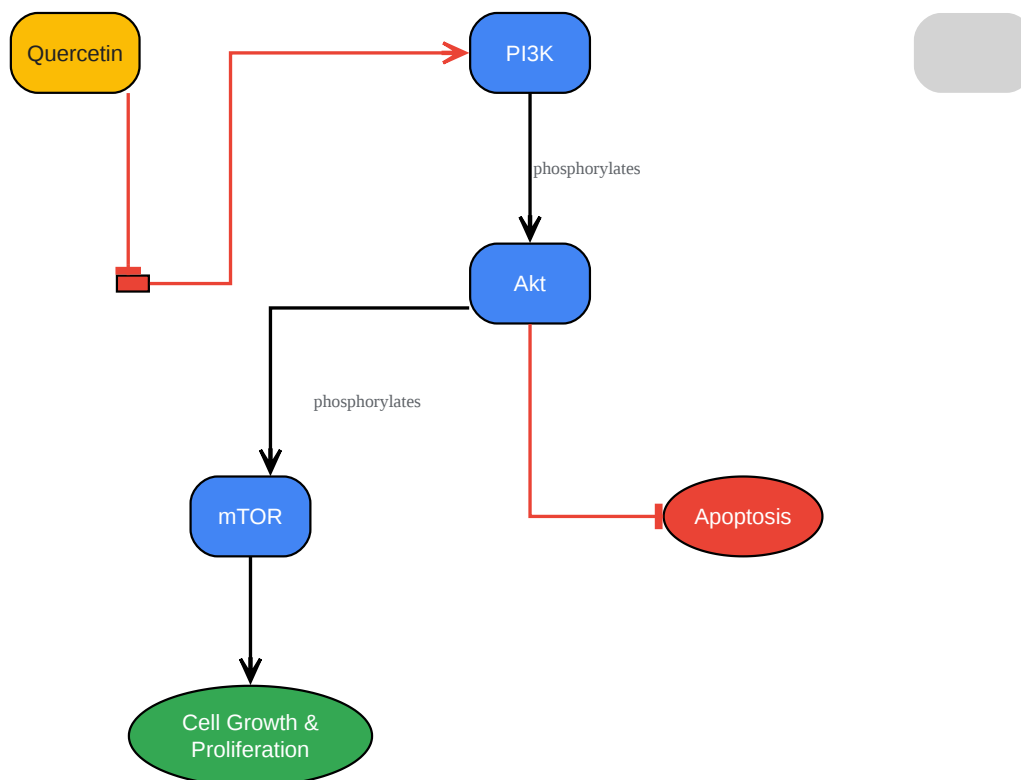 Quercetin
PI3K
phosphorylates
Akt
phosphorylates
mTOR
Apoptosis
Cell Growth &
Proliferation